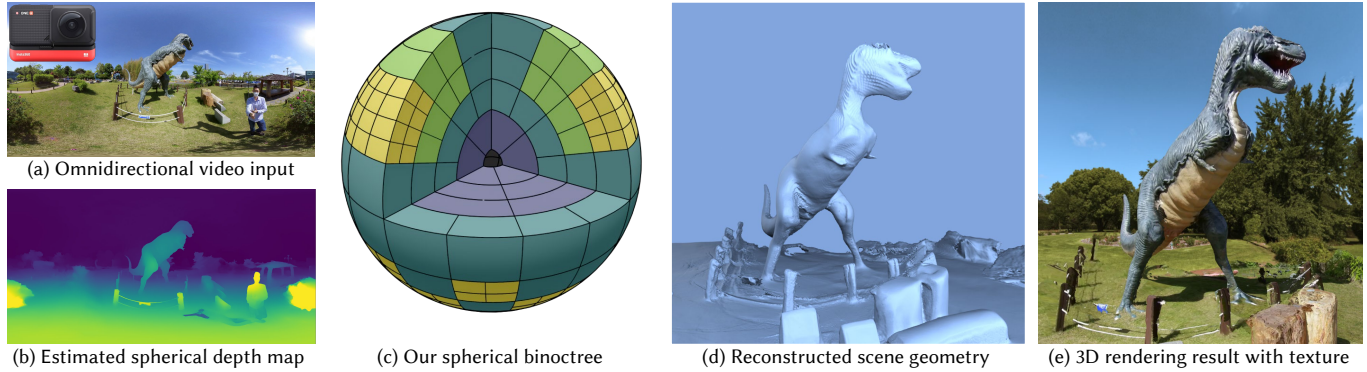 (a) Omnidirectional video input
(b) Estimated spherical depth map
(c) Our spherical binoctree
(d) Reconstructed scene geometry
(e) 3D rendering result with texture